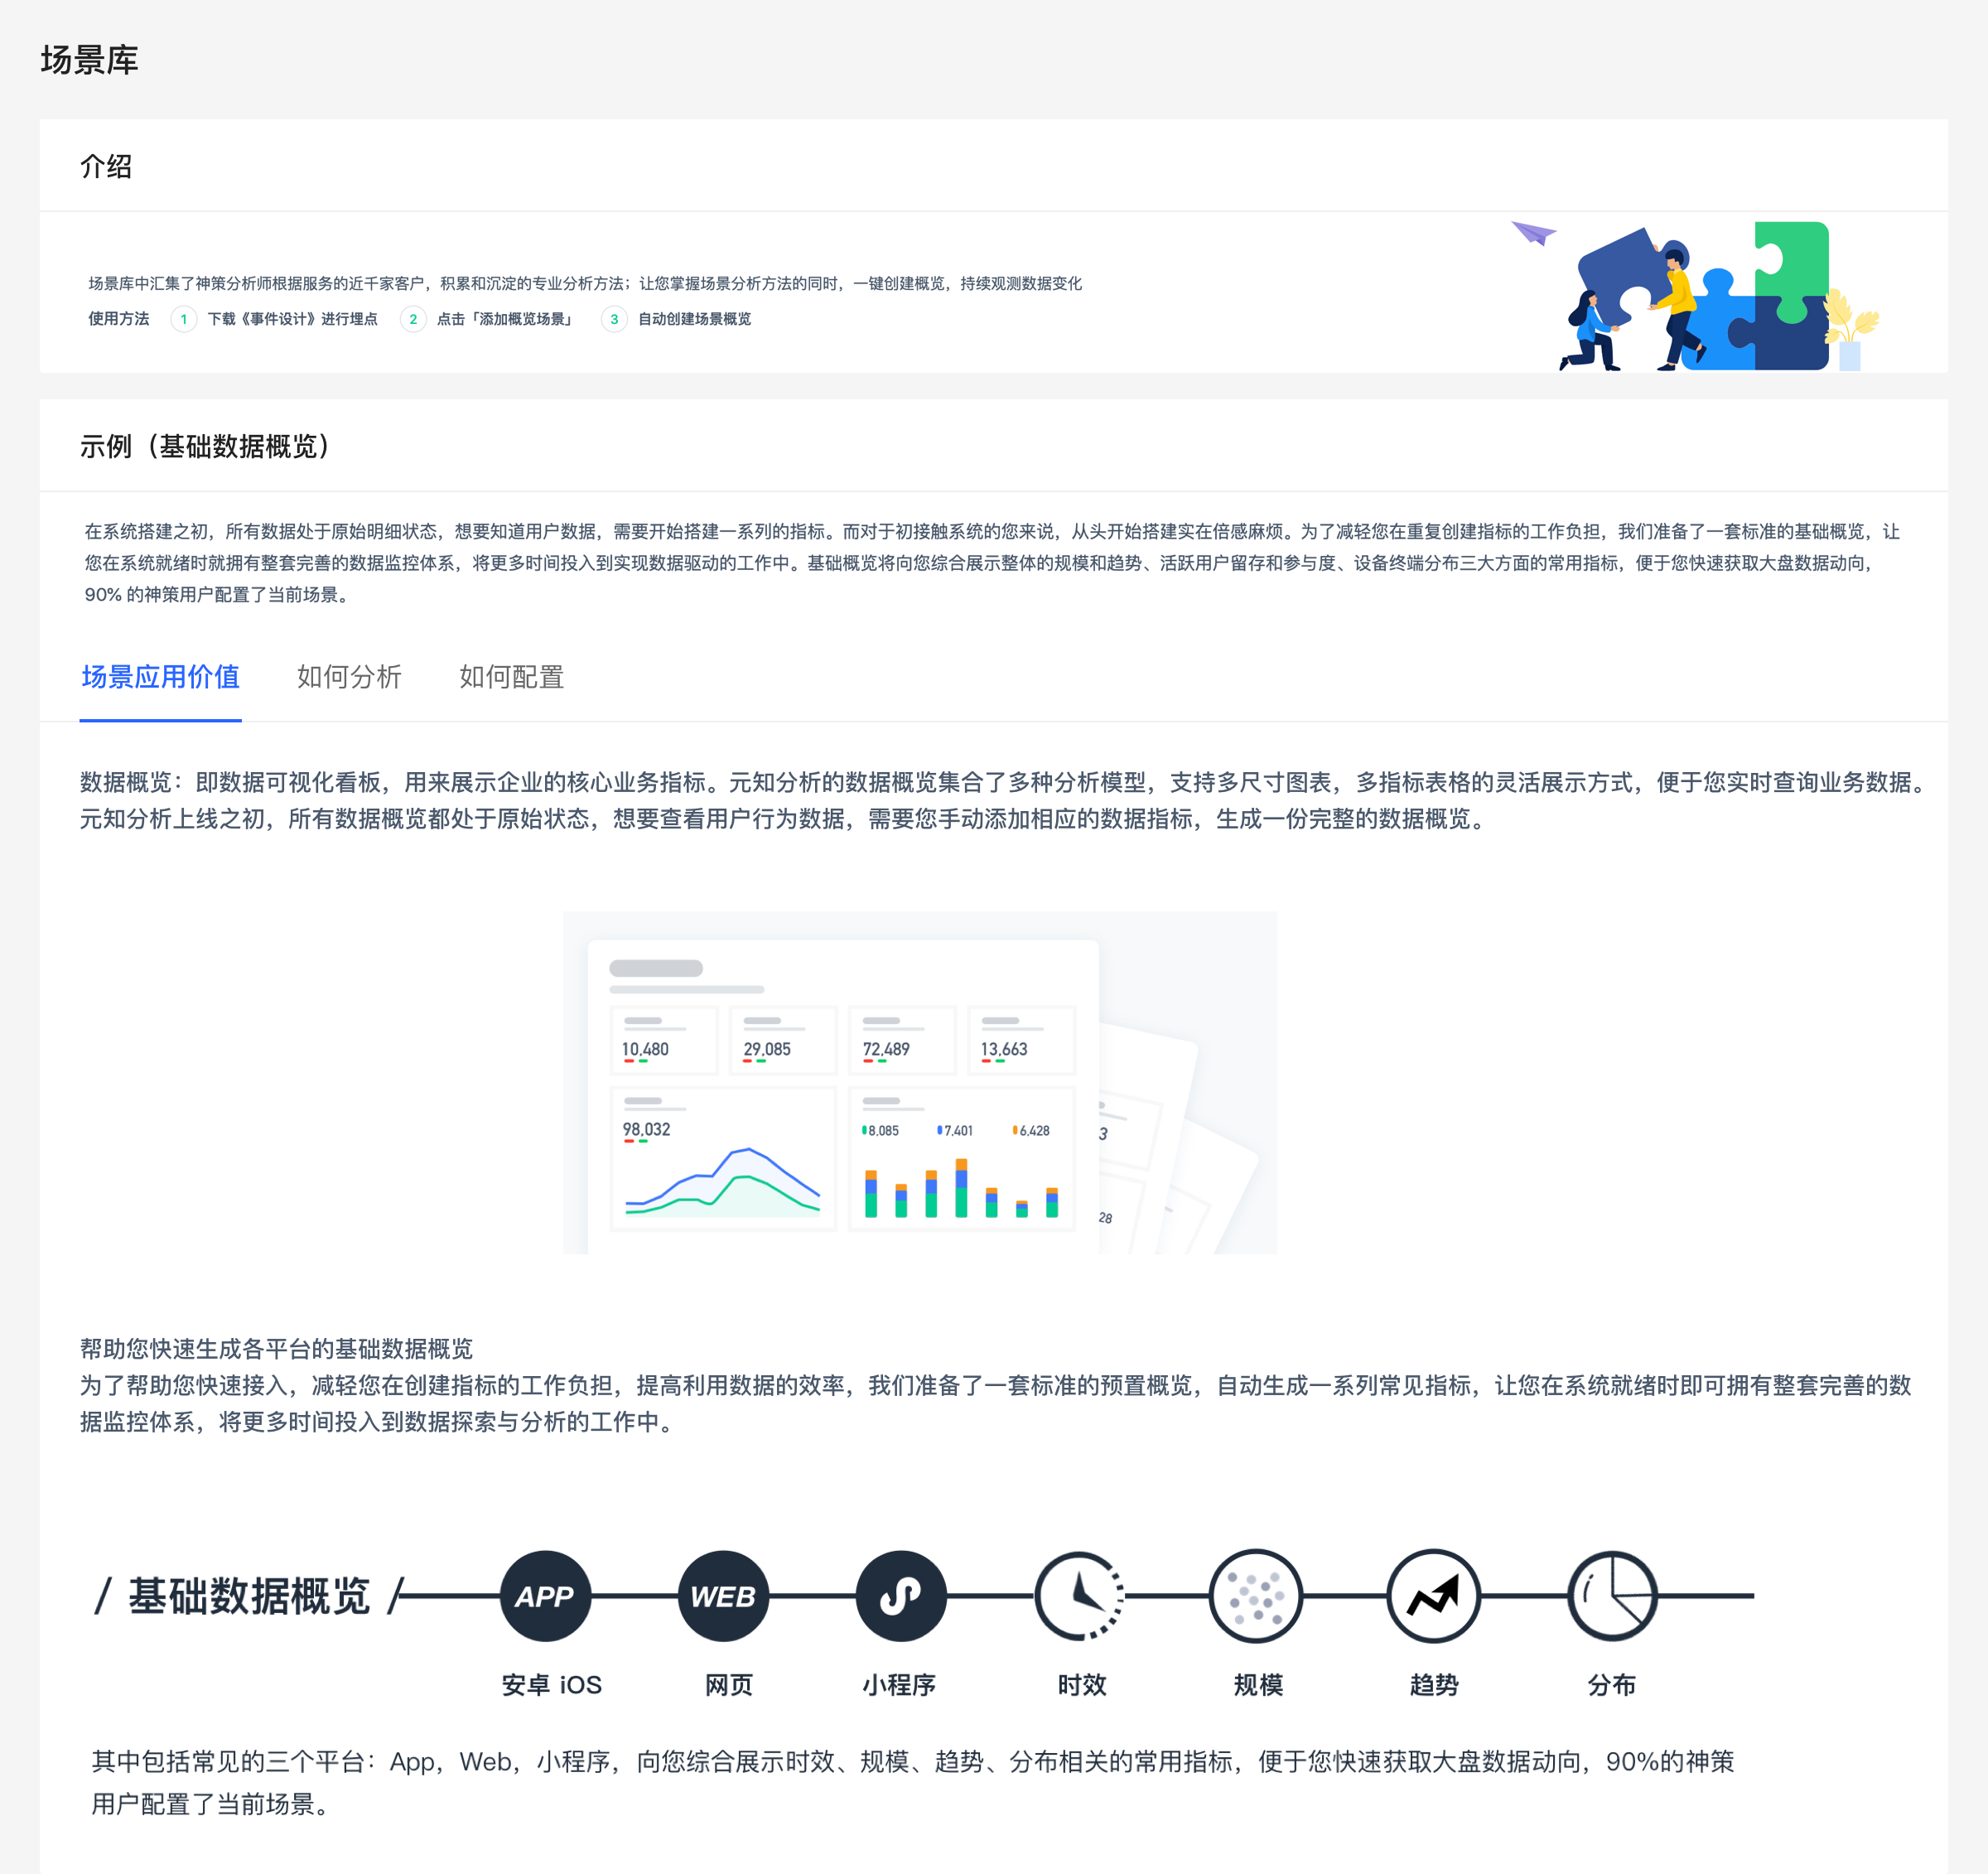 场景库
介绍
场景库中汇集了神策分析师根据服务的近千家客户，积累和沉淀的专业分析方法；让您掌握场景分析方法的同时，一键创建概览，持续观测数据变化
使用方法 1 下载《事件设计》进行埋点 2 点击「添加概览场景」 3 自动创建场景概览
示例（基础数据概览）
在系统搭建之初，所有数据处于原始明细状态，想要知道用户数据，需要开始搭建一系列的指标。而对于初接触系统的您来说，从头开始搭建实在倍感麻烦。为了减轻您在重复创建指标的工作负担，我们准备了一套标准的基础概览，让
您在系统就绪时就拥有整套完善的数据监控体系，将更多时间投入到实现数据驱动的工作中。基础概览将向您综合展示整体的规模和趋势、活跃用户留存和参与度、设备终端分布三大方面的常用指标，便于您快速获取大盘数据动向，
90% 的神策用户配置了当前场景。
场景应用价值 如何分析 如何配置
数据概览：即数据可视化看板，用来展示企业的核心业务指标。元知分析的数据概览集合了多种分析模型，支持多尺寸图表，多指标表格的灵活展示方式，便于您实时查询业务数据。
元知分析上线之初，所有数据概览都处于原始状态，想要查看用户行为数据，需要您手动添加相应的数据指标，生成一份完整的数据概览。
10,480 29,085 72,489 13,663
98,032 8,085 7,401 6,428 3
28
帮助您快速生成各平台的基础数据概览
为了帮助您快速接入，减轻您在创建指标的工作负担，提高利用数据的效率，我们准备了一套标准的预置概览，自动生成一系列常见指标，让您在系统就绪时即可拥有整套完善的数
据监控体系，将更多时间投入到数据探索与分析的工作中。
/ 基础数据概览 / APP WEB
安卓 iOS 网页 小程序 时效 规模 趋势 分布
其中包括常见的三个平台：App，Web，小程序，向您综合展示时效、规模、趋势、分布相关的常用指标，便于您快速获取大盘数据动向，90%的神策
用户配置了当前场景。